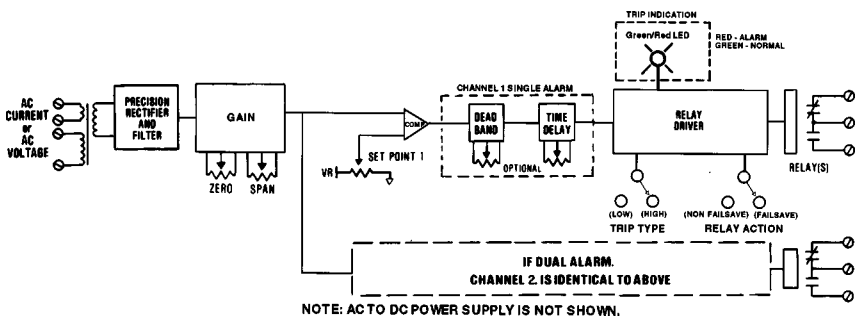 TRIP INDICATION
Green/Red LED
RED - ALARM
GREEN - NORMAL
AC
CURRENT
or
AC
VOLTAGE
PRECISION
RECTIFIER
AND
FILTER
GAIN
ZERO
SPAN
COMP
VR
SET POINT 1
CHANNEL 1 SINGLE ALARM
DEAD
BAND
TIME
DELAY
OPTIONAL
RELAY
DRIVER
RELAY(S)
(LOW) (HIGH)
TRIP TYPE
(NON FAILSAVE) (FAILSAVE)
RELAY ACTION
IF DUAL ALARM.
CHANNEL 2. IS IDENTICAL TO ABOVE
NOTE: AC TO DC POWER SUPPLY IS NOT SHOWN.